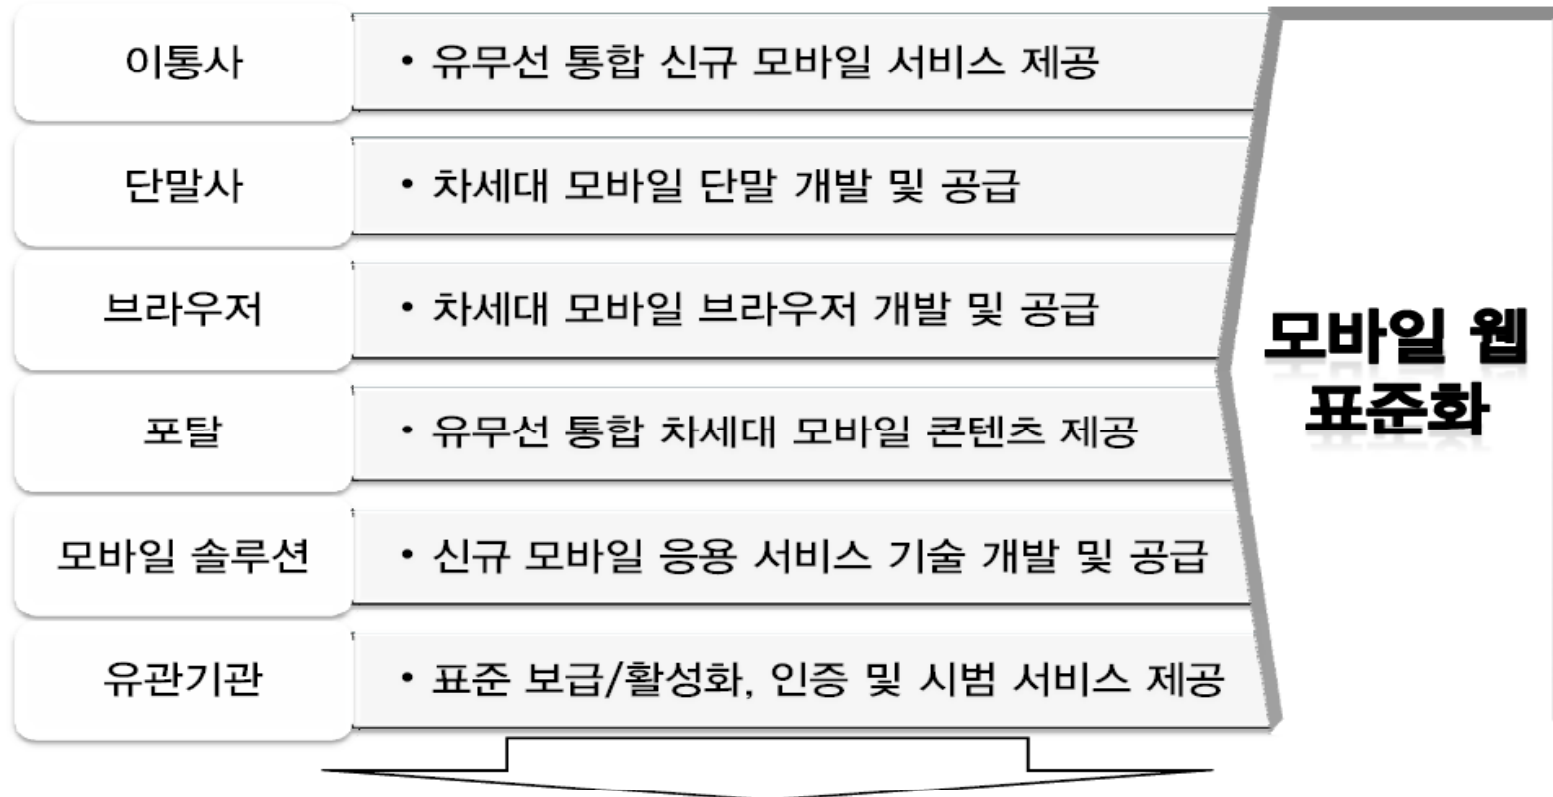 이통사
• 유무선 통합 신규 모바일 서비스 제공
단말사
• 차세대 모바일 단말 개발 및 공급
브라우저
• 차세대 모바일 브라우저 개발 및 공급
포탈
• 유무선 통합 차세대 모바일 콘텐츠 제공
모바일 솔루션
• 신규 모바일 응용 서비스 기술 개발 및 공급
유관기관
• 표준 보급/활성화, 인증 및 시범 서비스 제공
모바일 웹
표준화